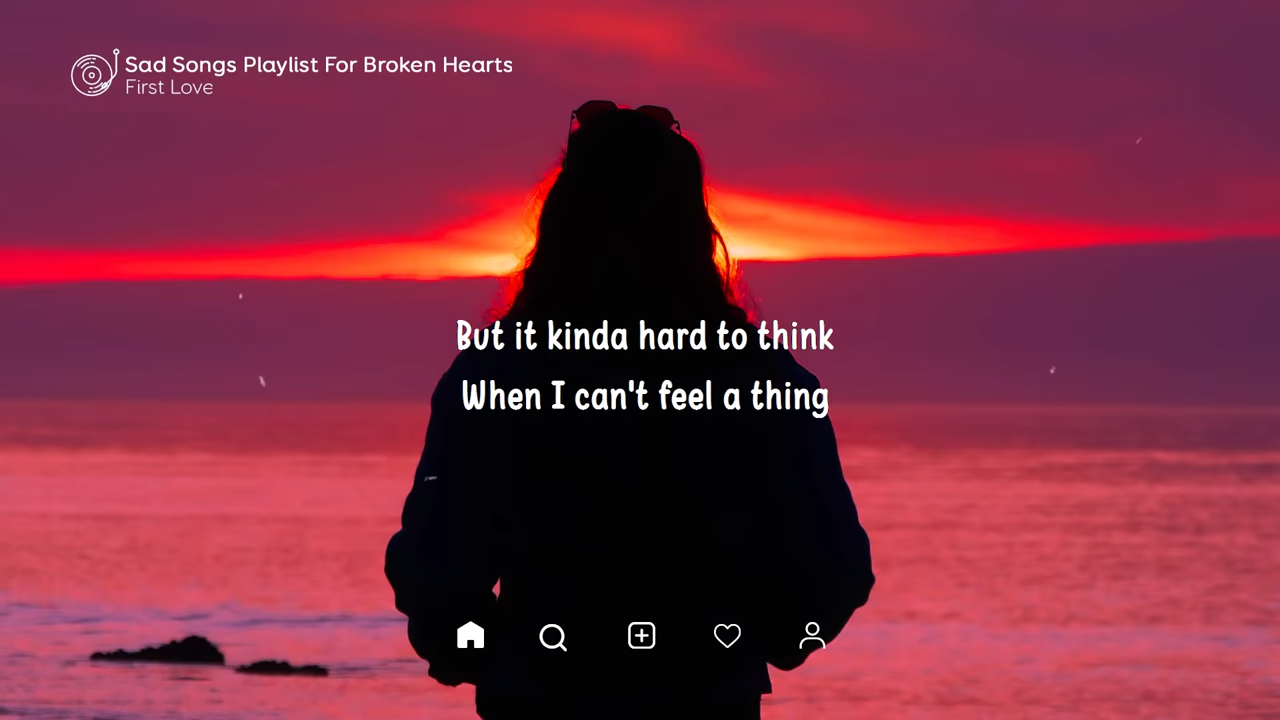 Sad Songs Playlist For Broken Hearts
First Love
But it kinda hard to think
When I can't feel a thing